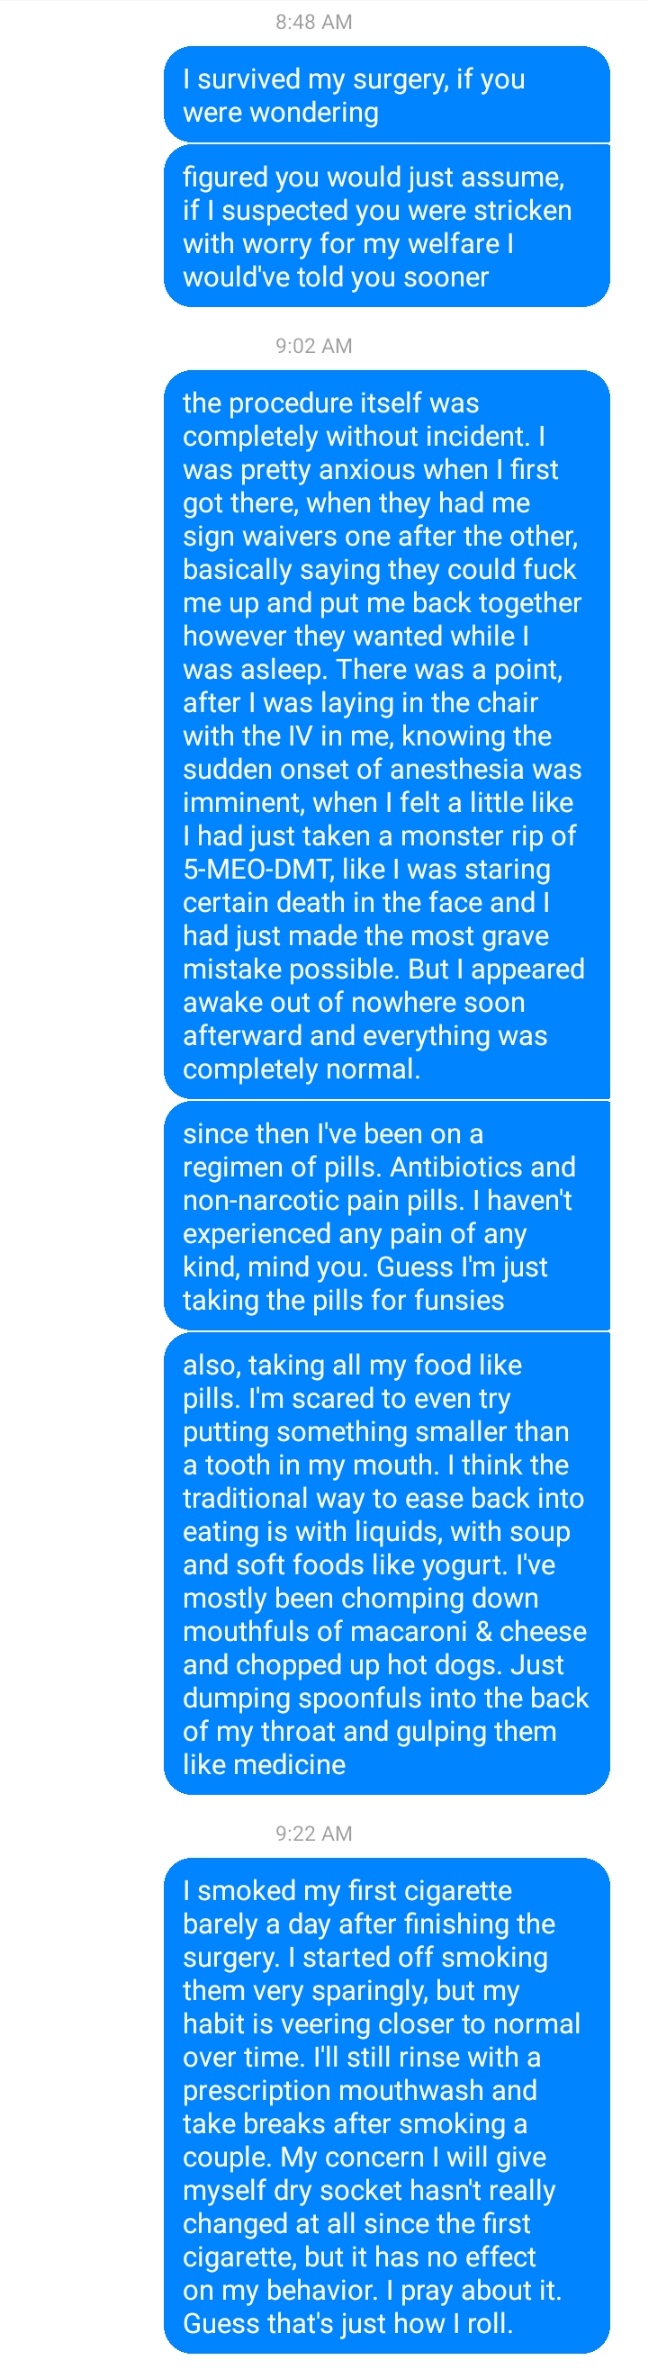 8:48 AM
I survived my surgery, if you
were wondering
figured you would just assume,
if I suspected you were stricken
with worry for my welfare I
would've told you sooner
9:02 AM
the procedure itself was
completely without incident. I
was pretty anxious when I first
got there, when they had me
sign waivers one after the other,
basically saying they could fuck
me up and put me back together
however they wanted while I
was asleep. There was a point,
after I was laying in the chair
with the IV in me, knowing the
sudden onset of anesthesia was
imminent, when I felt a little like
I had just taken a monster rip of
5-MEO-DMT, like I was staring
certain death in the face and I
had just made the most grave
mistake possible. But I appeared
awake out of nowhere soon
afterward and everything was
completely normal.
since then I've been on a
regimen of pills. Antibiotics and
non-narcotic pain pills. I haven't
experienced any pain of any
kind, mind you. Guess I'm just
taking the pills for funsies
also, taking all my food like
pills. I'm scared to even try
putting something smaller than
a tooth in my mouth. I think the
traditional way to ease back into
eating is with liquids, with soup
and soft foods like yogurt. I've
mostly been chomping down
mouthfuls of macaroni & cheese
and chopped up hot dogs. Just
dumping spoonfuls into the back
of my throat and gulping them
like medicine
9:22 AM
I smoked my first cigarette
barely a day after finishing the
surgery. I started off smoking
them very sparingly, but my
habit is veering closer to normal
over time. I'll still rinse with a
prescription mouthwash and
take breaks after smoking a
couple. My concern I will give
myself dry socket hasn't really
changed at all since the first
cigarette, but it has no effect
on my behavior. I pray about it.
Guess that's just how I roll.